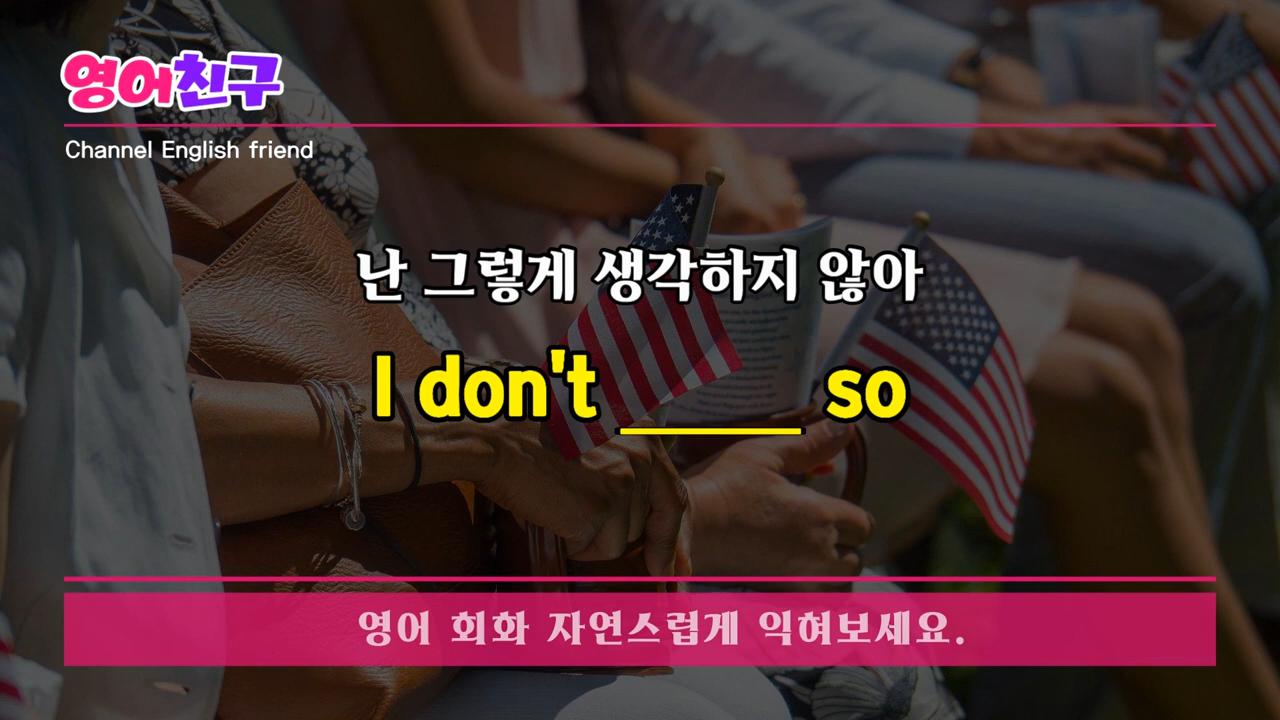 영어친구
Channel English friend
난 그렇게 생각하지 않아
I don't _____ so
영어 회화 자연스럽게 익혀보세요.